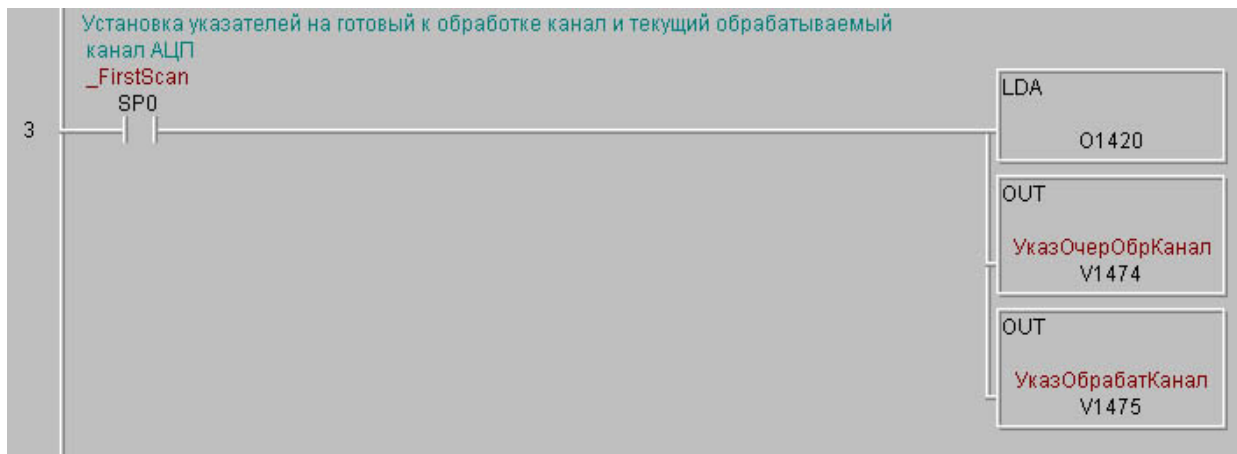 Установка указателей на готовый к обработке канал и текущий обрабатываемый
канал АЦП
_FirstScan
SP0
3
LDA
O1420
OUT
УказОчерОбрКанал
V1474
OUT
УказОбрабатКанал
V1475